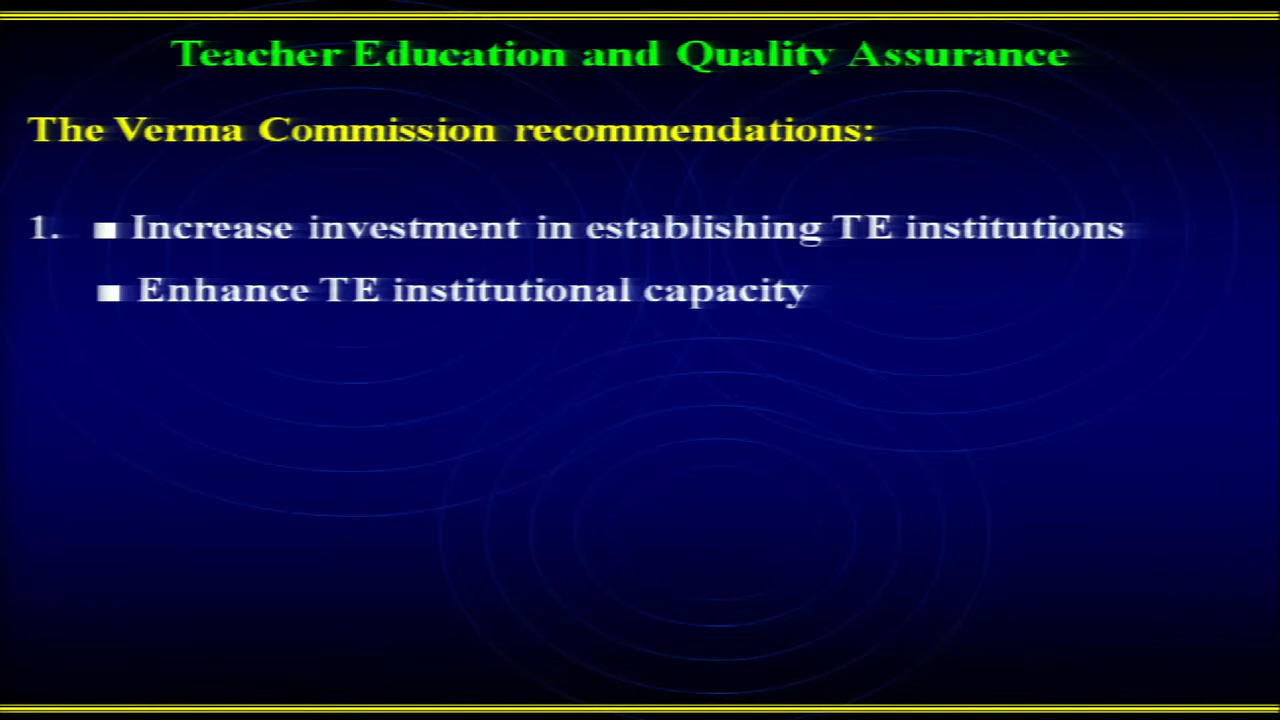 Teacher Education and Quality Assurance
The Verma Commission recommendations:
1. ■ Increase investment in establishing TE institutions
■ Enhance TE institutional capacity